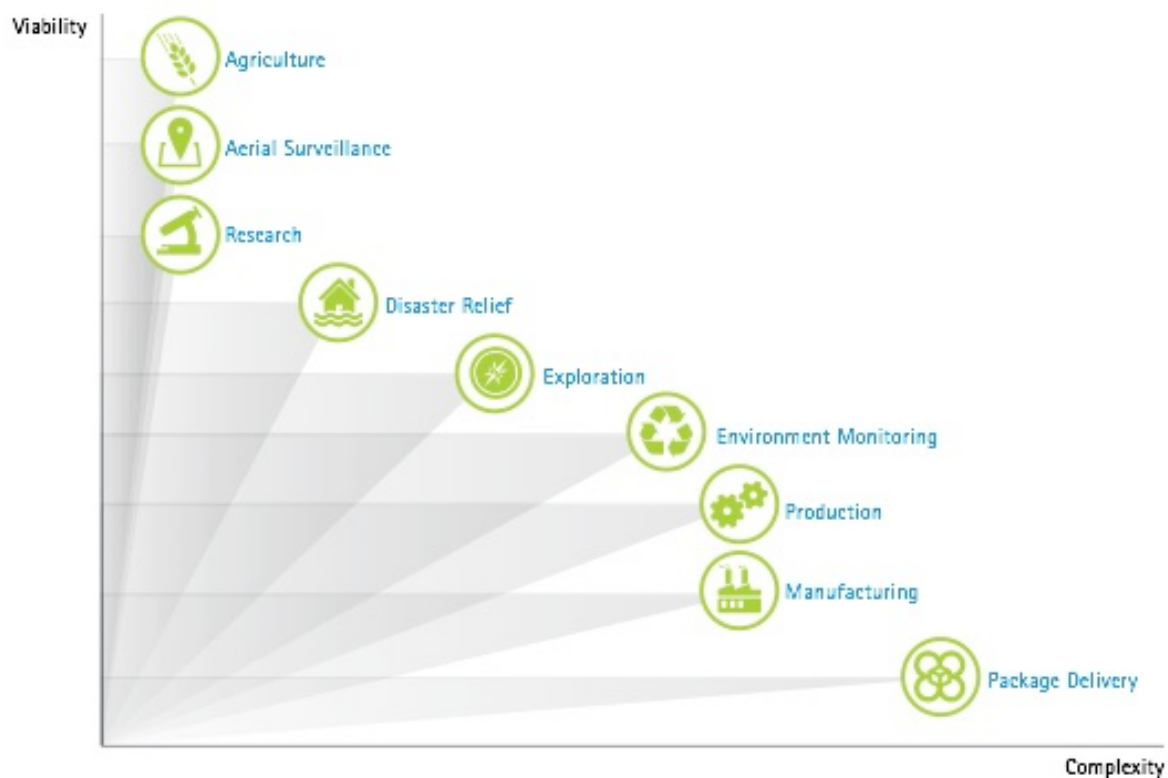 Viability
Agriculture
Aerial Surveillance
Research
Disaster Relief
Exploration
Environment Monitoring
Production
Manufacturing
Package Delivery
Complexity